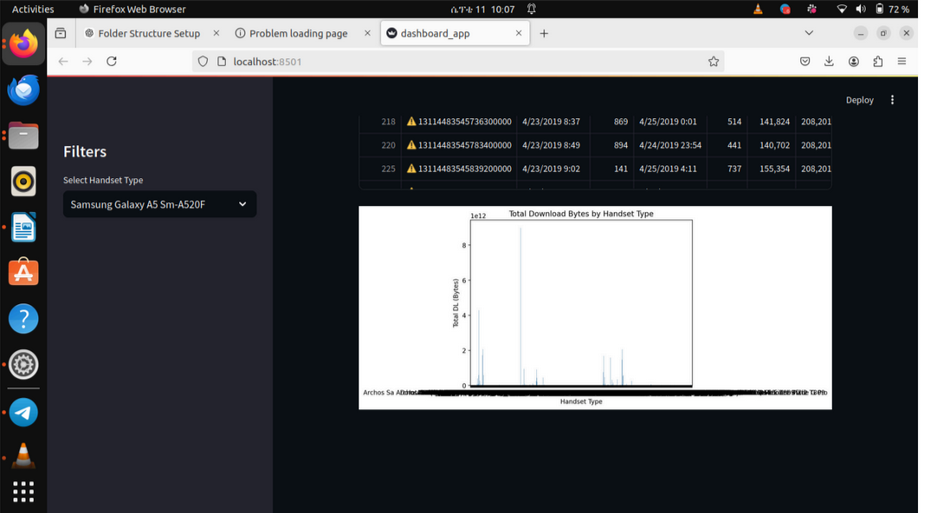 Activities
Firefox Web Browser
ሴፕቴ 11 10:07
72 %
Folder Structure Setup
Problem loading page
dashboard_app
localhost:8501
Deploy
218 13114483545736300000 4/23/2019 8:37 869 4/25/2019 0:01 514 141,824 208,201
220 13114483545783400000 4/23/2019 8:49 894 4/24/2019 23:54 441 140,702 208,201
225 13114483545839200000 4/23/2019 9:02 141 4/25/2019 4:11 737 155,354 208,201
Filters
Select Handset Type
Samsung Galaxy A5 Sm-A520F
1e12
Total Download Bytes by Handset Type
8
6
4
2
0
Total DL (Bytes)
Archos Sa
Handset Type